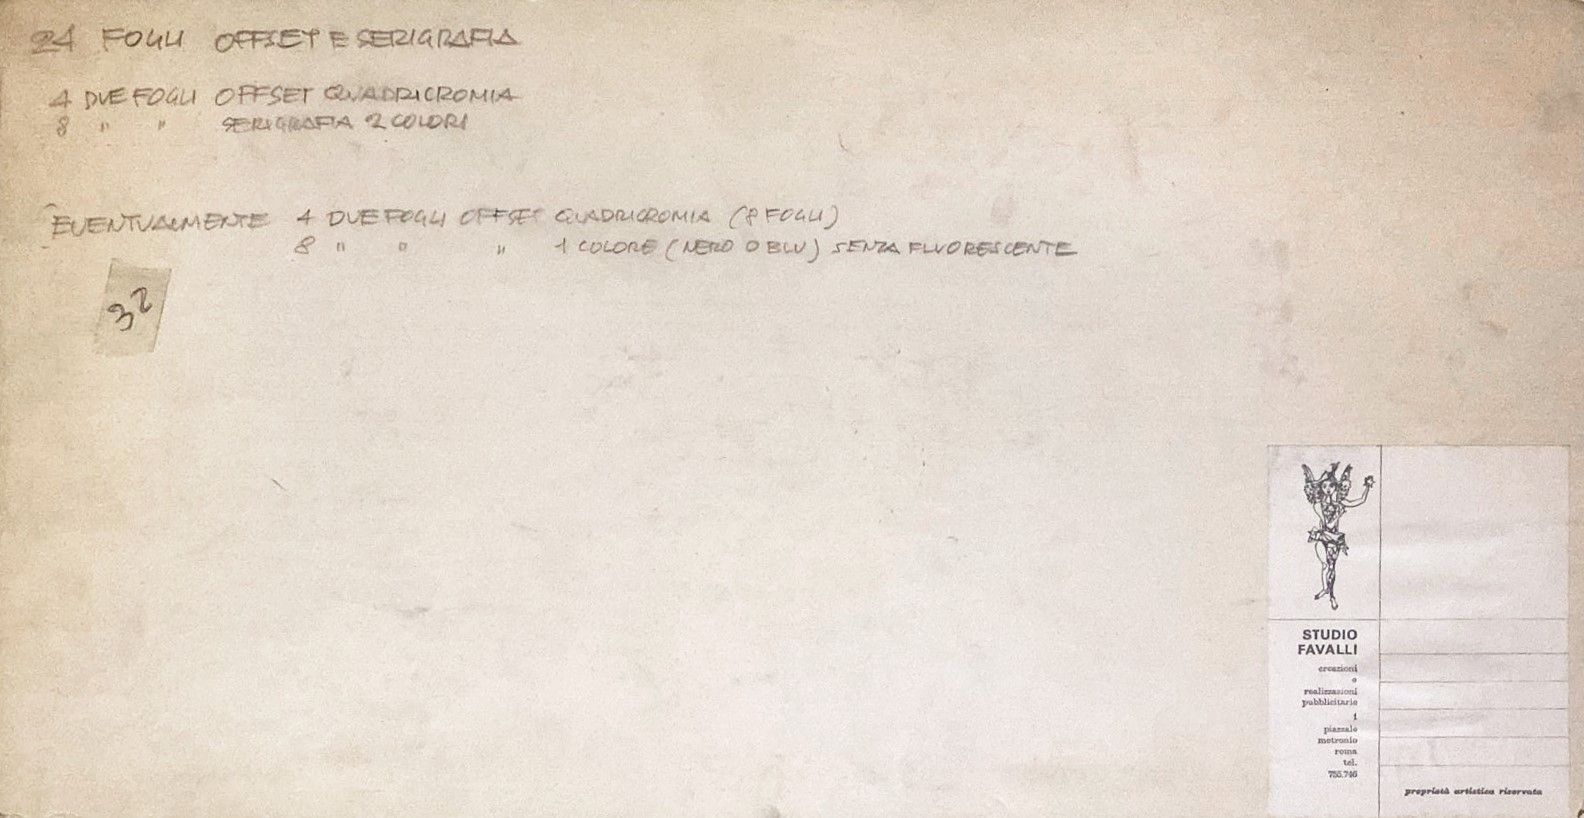 24 FOGLI OFFSET E SERIGRAFIA
4 DUE FOGLI OFFSET QUADRICROMIA
8 " " SERIGRAFIA 2 COLORI
EVENTUALMENTE 4 DUE FOGLI OFFSET QUADRICROMIA (8 FOGLI)
8 " " " 1 COLORE (NERO O BLU) SENZA FLUORESCENTE
32
STUDIO
FAVALLI
creazioni
e
realizzazioni
pubblicitarie
1
piazzale
metronio
roma
tel.
755.746
proprietà artistica riservata